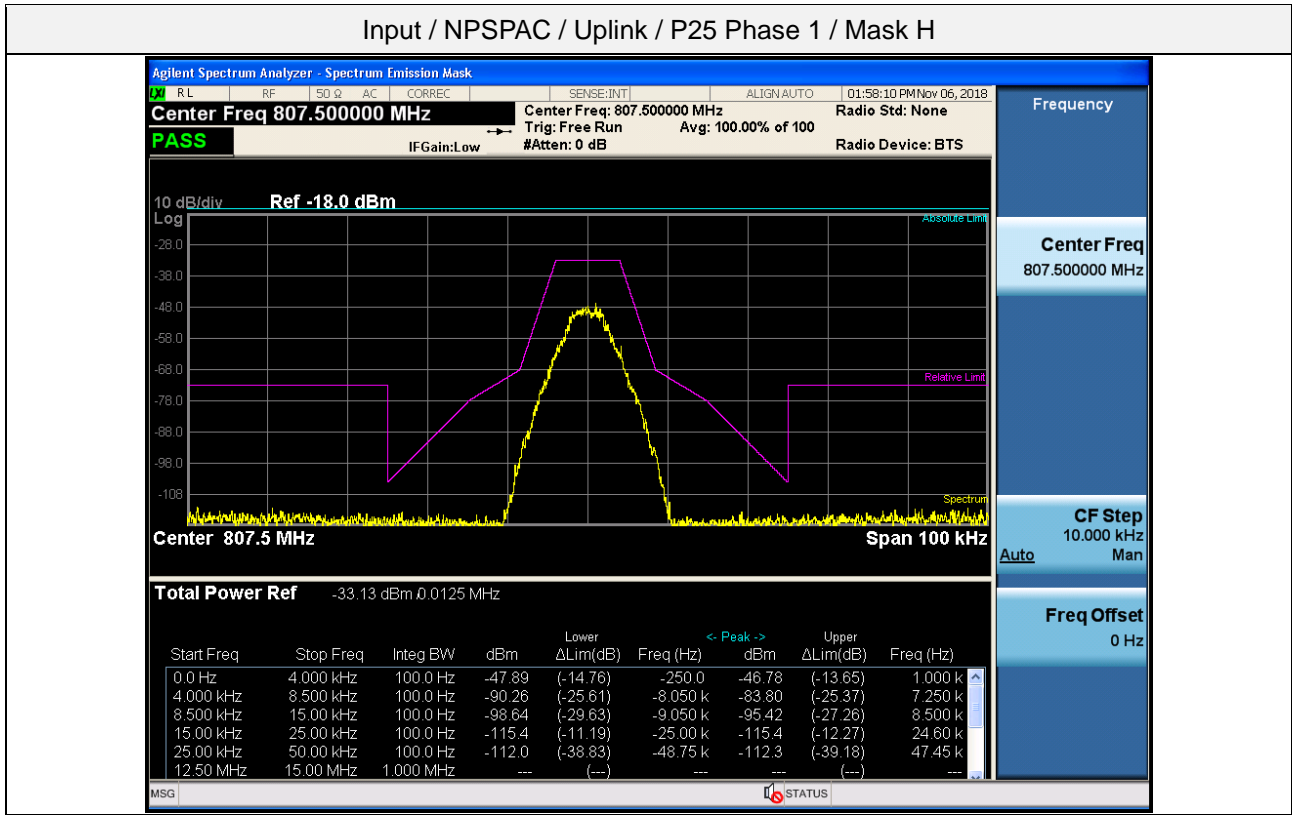 Input / NPSPAC / Uplink / P25 Phase 1 / Mask H
Agilent Spectrum Analyzer - Spectrum Emission Mask
LXI RL RF 50 Ω AC CORREC SENSE:INT ALIGN AUTO 01:58:10 PM Nov 06, 2018
Center Freq 807.500000 MHz Center Freq: 807.500000 MHz Radio Std: None
Trig: Free Run Avg: 100.00% of 100
PASS IFGain:Low #Atten: 0 dB Radio Device: BTS
Frequency
10 dB/div Ref -18.0 dBm
Log
Absolute Limit
-28.0
-38.0
-48.0
-58.0
-68.0
Relative Limit
-78.0
-88.0
-98.0
-108
Spectrum
Center 807.5 MHz Span 100 kHz
Center Freq
807.500000 MHz
CF Step
10.000 kHz
Auto Man
Freq Offset
0 Hz
Total Power Ref -33.13 dBm / 0.0125 MHz
Lower <- Peak -> Upper
Start Freq Stop Freq Integ BW dBm ΔLim(dB) Freq (Hz) dBm ΔLim(dB) Freq (Hz)
0.0 Hz 4.000 kHz 100.0 Hz -47.89 (-14.76) -250.0 -46.78 (-13.65) 1.000 k
4.000 kHz 8.500 kHz 100.0 Hz -90.26 (-25.61) -8.050 k -83.80 (-25.37) 7.250 k
8.500 kHz 15.00 kHz 100.0 Hz -98.64 (-29.63) -9.050 k -95.42 (-27.26) 8.500 k
15.00 kHz 25.00 kHz 100.0 Hz -115.4 (-11.19) -25.00 k -115.4 (-12.27) 24.60 k
25.00 kHz 50.00 kHz 100.0 Hz -112.0 (-38.83) -48.75 k -112.3 (-39.18) 47.45 k
12.50 MHz 15.00 MHz 1.000 MHz --- (---) --- --- (---) ---
MSG STATUS